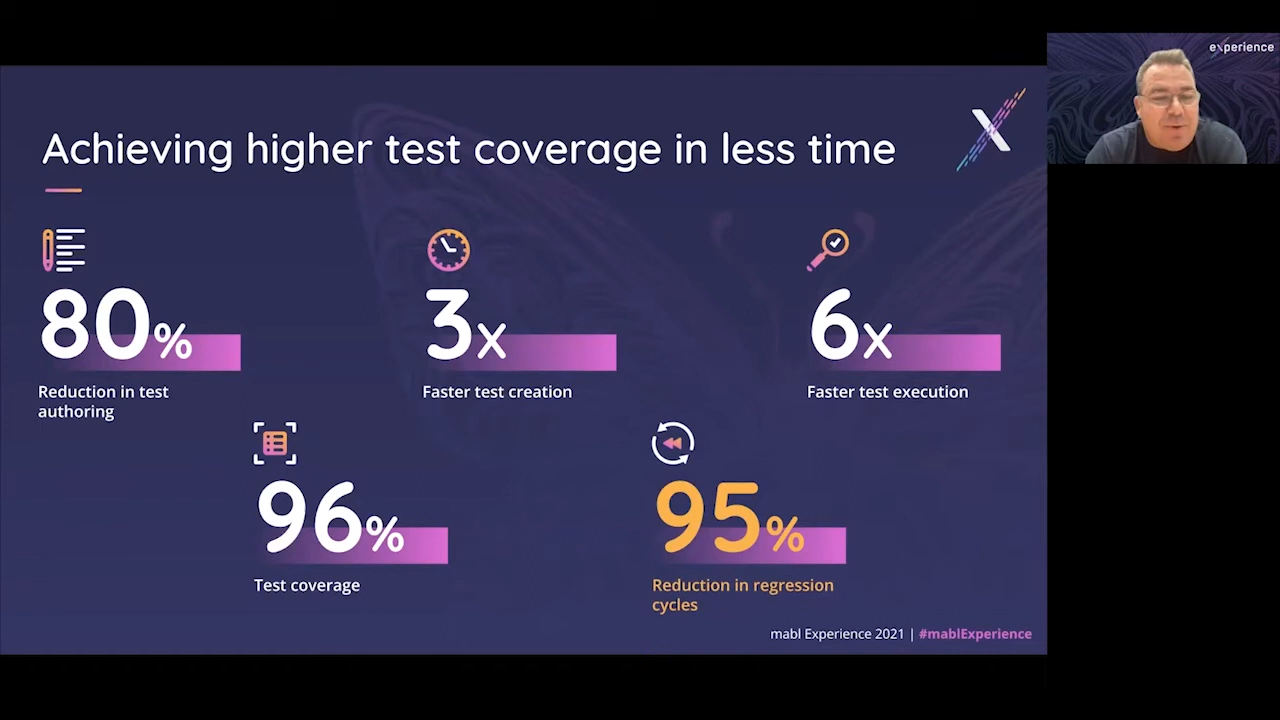 experience
Achieving higher test coverage in less time
80%
Reduction in test
authoring
3x
Faster test creation
6x
Faster test execution
96%
Test coverage
95%
Reduction in regression
cycles
mabl Experience 2021 | #mablExperience